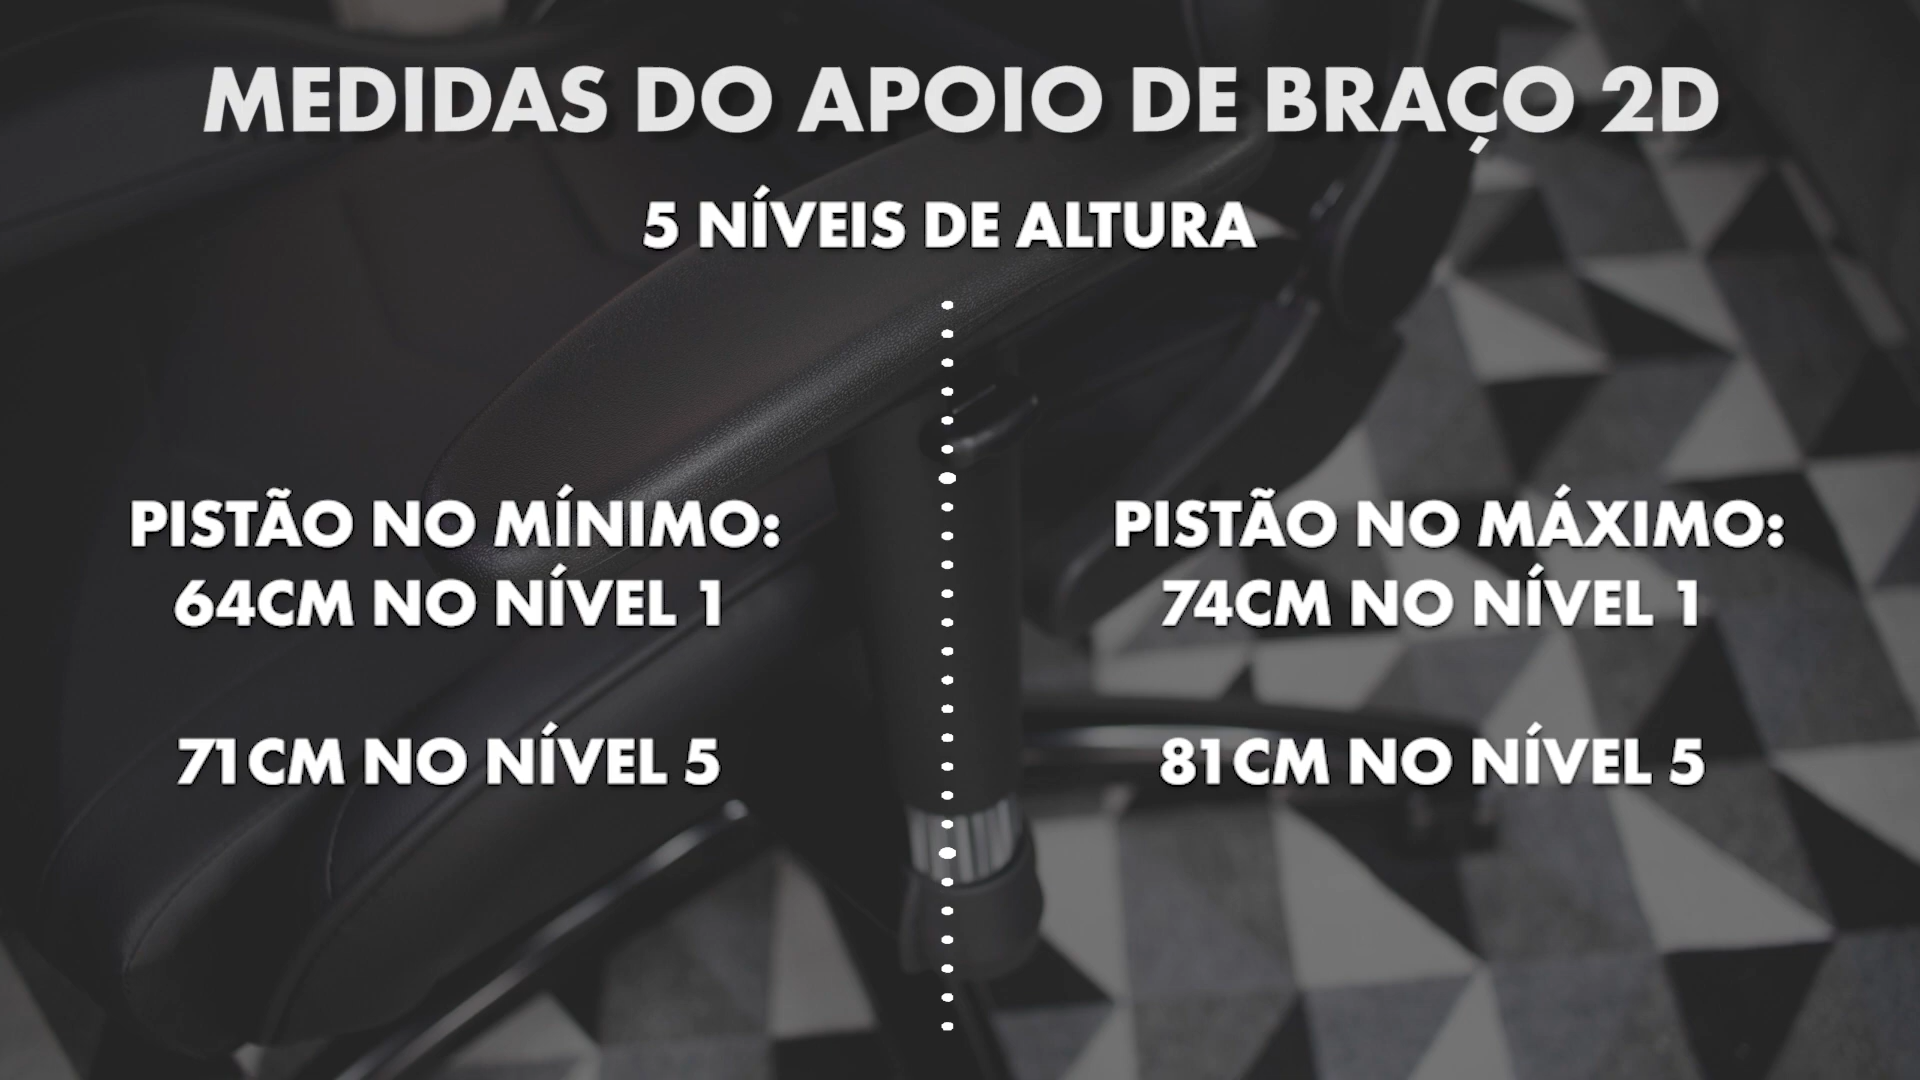 MEDIDAS DO APOIO DE BRAÇO 2D
5 NÍVEIS DE ALTURA
PISTÃO NO MÍNIMO:
64CM NO NÍVEL 1
71CM NO NÍVEL 5
PISTÃO NO MÁXIMO:
74CM NO NÍVEL 1
81CM NO NÍVEL 5